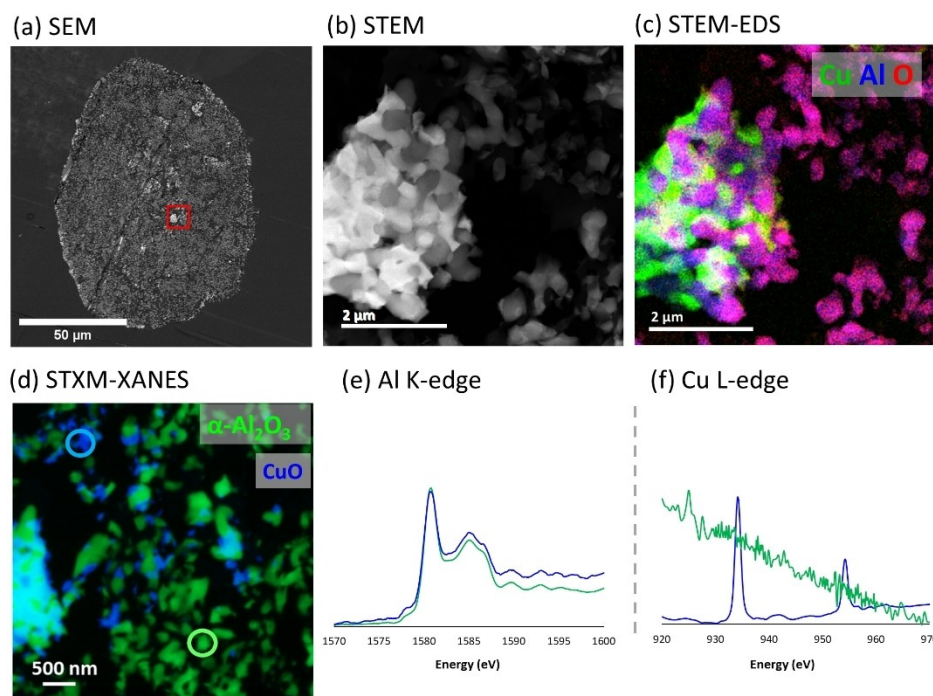 (a) SEM
(b) STEM
(c) STEM-EDS
Cu Al O
50 µm
2 µm
2 µm
(d) STXM-XANES
(e) Al K-edge
(f) Cu L-edge
α-Al₂O₃
CuO
500 nm
1570 1575 1580 1585 1590 1595 1600
920 930 940 950 960 970
Energy (eV)
Energy (eV)